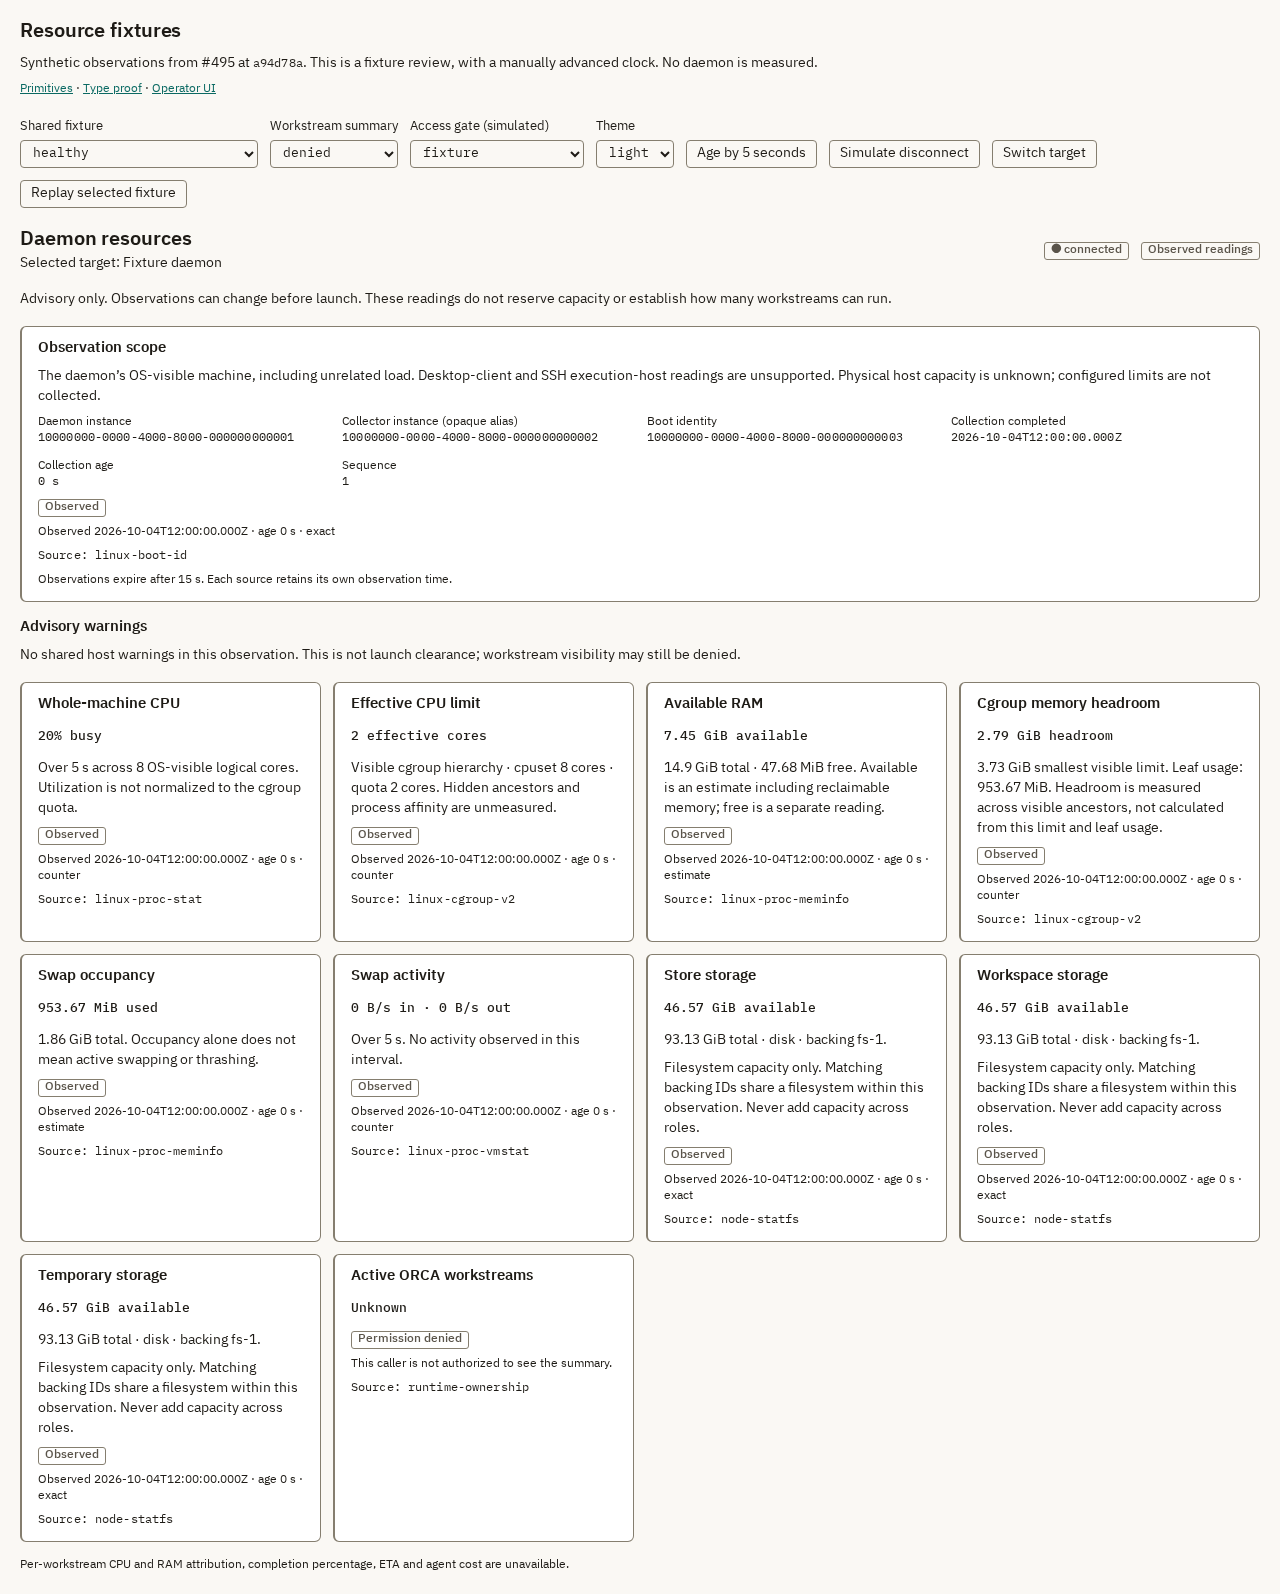 Resource fixtures
Synthetic observations from #495 at a94d78a. This is a fixture review, with a manually advanced clock. No daemon is measured.
Primitives · Type proof · Operator UI
Shared fixture
healthy
Workstream summary
denied
Access gate (simulated)
fixture
Theme
light
Age by 5 seconds
Simulate disconnect
Switch target
Replay selected fixture
Daemon resources
Selected target: Fixture daemon
● connected
Observed readings
Advisory only. Observations can change before launch. These readings do not reserve capacity or establish how many workstreams can run.
Observation scope
The daemon’s OS-visible machine, including unrelated load. Desktop-client and SSH execution-host readings are unsupported. Physical host capacity is unknown; configured limits are not
collected.
Daemon instance
10000000-0000-4000-8000-000000000001
Collector instance (opaque alias)
10000000-0000-4000-8000-000000000002
Boot identity
10000000-0000-4000-8000-000000000003
Collection completed
2026-10-04T12:00:00.000Z
Collection age
0 s
Sequence
1
Observed
Observed 2026-10-04T12:00:00.000Z · age 0 s · exact
Source: linux-boot-id
Observations expire after 15 s. Each source retains its own observation time.
Advisory warnings
No shared host warnings in this observation. This is not launch clearance; workstream visibility may still be denied.
Whole-machine CPU
20% busy
Over 5 s across 8 OS-visible logical cores.
Utilization is not normalized to the cgroup
quota.
Observed
Observed 2026-10-04T12:00:00.000Z · age 0 s ·
counter
Source: linux-proc-stat
Effective CPU limit
2 effective cores
Visible cgroup hierarchy · cpuset 8 cores ·
quota 2 cores. Hidden ancestors and
process affinity are unmeasured.
Observed
Observed 2026-10-04T12:00:00.000Z · age 0 s ·
counter
Source: linux-cgroup-v2
Available RAM
7.45 GiB available
14.9 GiB total · 47.68 MiB free. Available
is an estimate including reclaimable
memory; free is a separate reading.
Observed
Observed 2026-10-04T12:00:00.000Z · age 0 s ·
estimate
Source: linux-proc-meminfo
Cgroup memory headroom
2.79 GiB headroom
3.73 GiB smallest visible limit. Leaf usage:
953.67 MiB. Headroom is measured
across visible ancestors, not calculated
from this limit and leaf usage.
Observed
Observed 2026-10-04T12:00:00.000Z · age 0 s ·
counter
Source: linux-cgroup-v2
Swap occupancy
953.67 MiB used
1.86 GiB total. Occupancy alone does not
mean active swapping or thrashing.
Observed
Observed 2026-10-04T12:00:00.000Z · age 0 s ·
estimate
Source: linux-proc-meminfo
Swap activity
0 B/s in · 0 B/s out
Over 5 s. No activity observed in this
interval.
Observed
Observed 2026-10-04T12:00:00.000Z · age 0 s ·
counter
Source: linux-proc-vmstat
Store storage
46.57 GiB available
93.13 GiB total · disk · backing fs-1.
Filesystem capacity only. Matching
backing IDs share a filesystem within this
observation. Never add capacity across
roles.
Observed
Observed 2026-10-04T12:00:00.000Z · age 0 s ·
exact
Source: node-statfs
Workspace storage
46.57 GiB available
93.13 GiB total · disk · backing fs-1.
Filesystem capacity only. Matching
backing IDs share a filesystem within this
observation. Never add capacity across
roles.
Observed
Observed 2026-10-04T12:00:00.000Z · age 0 s ·
exact
Source: node-statfs
Temporary storage
46.57 GiB available
93.13 GiB total · disk · backing fs-1.
Filesystem capacity only. Matching
backing IDs share a filesystem within this
observation. Never add capacity across
roles.
Observed
Observed 2026-10-04T12:00:00.000Z · age 0 s ·
exact
Source: node-statfs
Active ORCA workstreams
Unknown
Permission denied
This caller is not authorized to see the summary.
Source: runtime-ownership
Per-workstream CPU and RAM attribution, completion percentage, ETA and agent cost are unavailable.